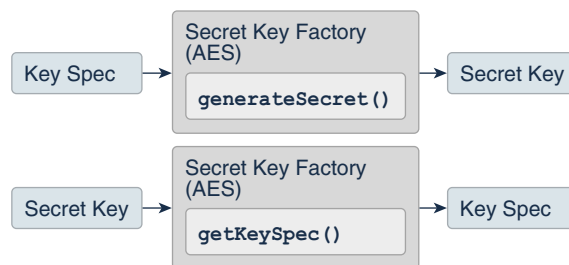 Secret Key Factory
(AES)
Key Spec
generateSecret()
Secret Key
Secret Key Factory
(AES)
Secret Key
getKeySpec()
Key Spec